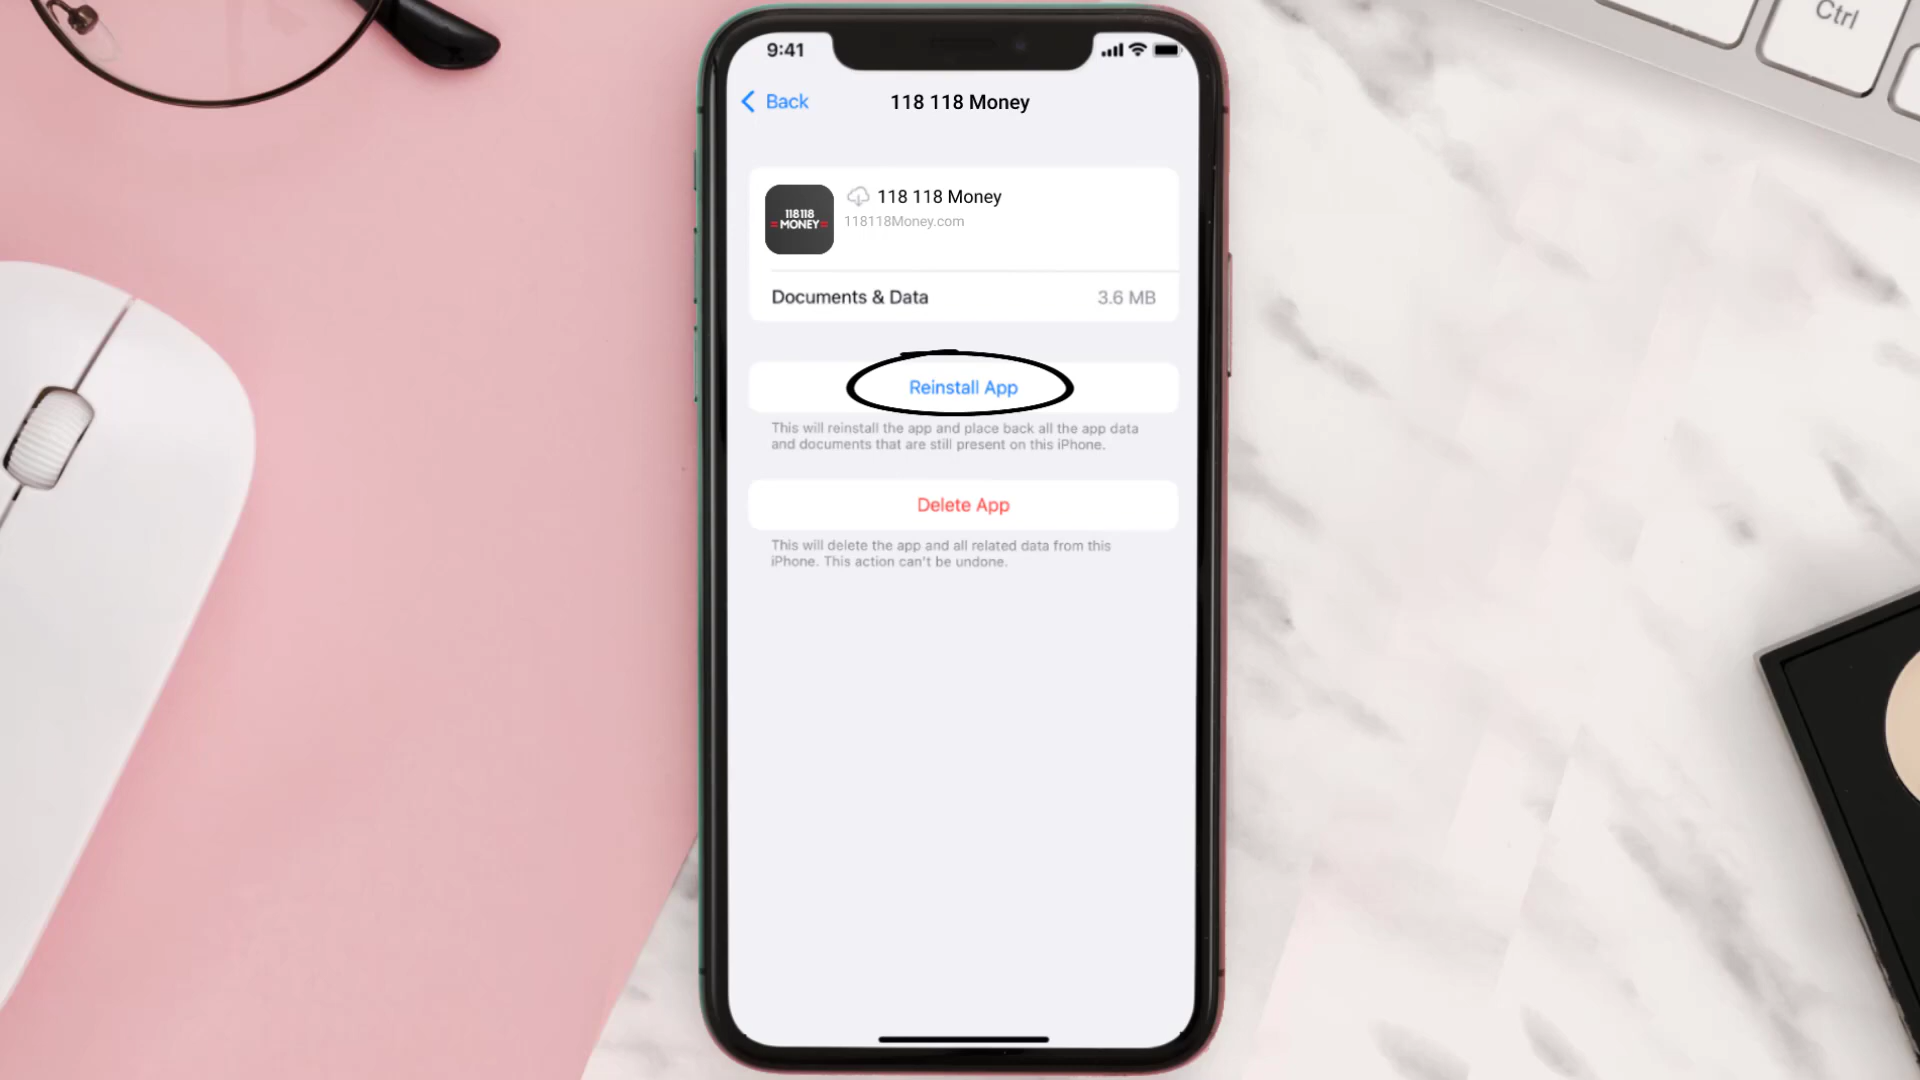 Ctrl
9:41
Back
118 118 Money
118118
MONEY
118 118 Money
118118Money.com
Documents & Data
3.6 MB
Reinstall App
This will reinstall the app and place back all the app data
and documents that are still present on this iPhone.
Delete App
This will delete the app and all related data from this
iPhone. This action can't be undone.